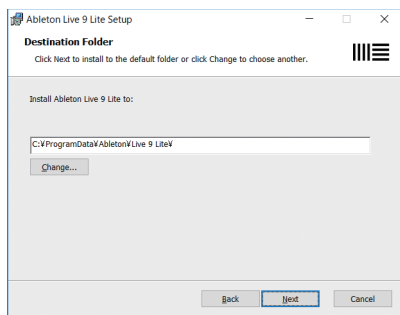 Ableton Live 9 Lite Setup
Destination Folder
Click Next to install to the default folder or click Change to choose another.
Install Ableton Live 9 Lite to:
C:¥ProgramData¥Ableton¥Live 9 Lite¥
Change...
Back Next Cancel